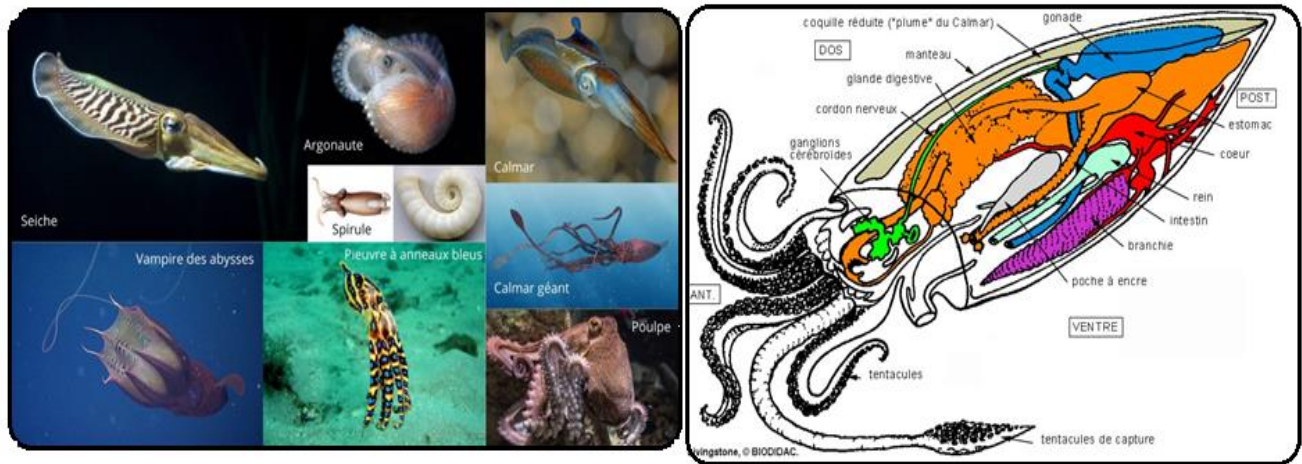 Seiche
Argonaute
Spirule
Calmar
Vampire des abysses
Pieuvre à anneaux bleus
Calmar géant
Poulpe
coquille réduite ("plume" du Calmar)
gonade
DOS
manteau
glande digestive
cordon nerveux
ganglions
cérébroïdes
POST.
estomac
coeur
rein
intestin
branchie
poche à encre
ANT.
VENTRE
tentacules
tentacules de capture
ivingstone, © BIODIDAC.